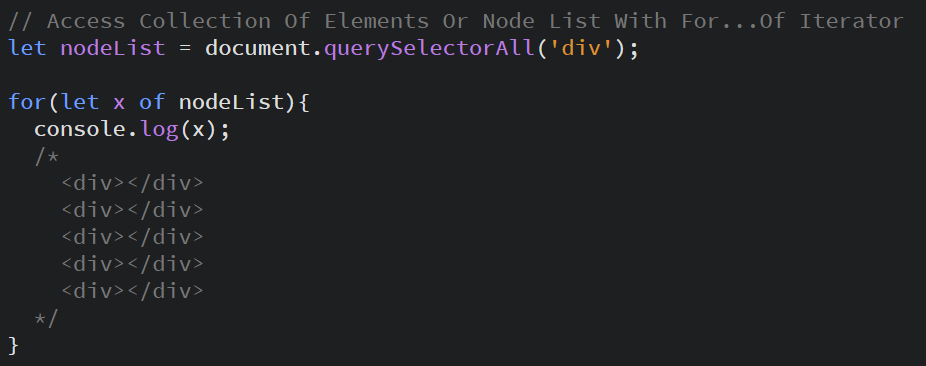 // Access Collection Of Elements Or Node List With For...Of Iterator
let nodeList = document.querySelectorAll('div');

for(let x of nodeList){
  console.log(x);
  /*
    <div></div>
    <div></div>
    <div></div>
    <div></div>
    <div></div>
  */
}